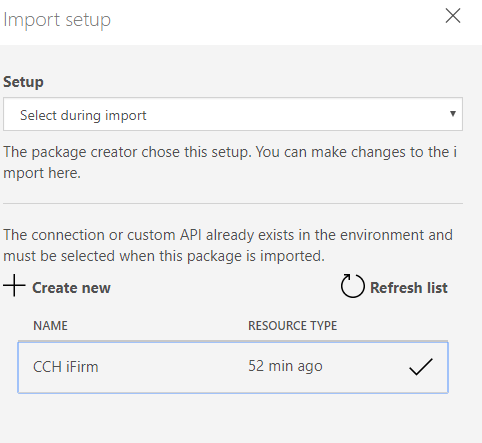 Import setup
Setup
Select during import
The package creator chose this setup. You can make changes to the i
mport here.
The connection or custom API already exists in the environment and
must be selected when this package is imported.
Create new Refresh list
NAME RESOURCE TYPE
CCH iFirm 52 min ago